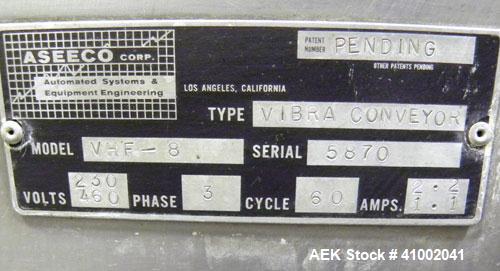 ASEECO CORP.
Automated Systems &
Equipment Engineering
PATENT NUMBER PENDING
OTHER PATENTS PENDING
LOS ANGELES, CALIFORNIA
TYPE VIBRA CONVEYOR
MODEL VHF-8 SERIAL 5870
VOLTS 230 460 PHASE 3 CYCLE 60 AMPS. 2.2 1.1
AEK Stock # 41002041